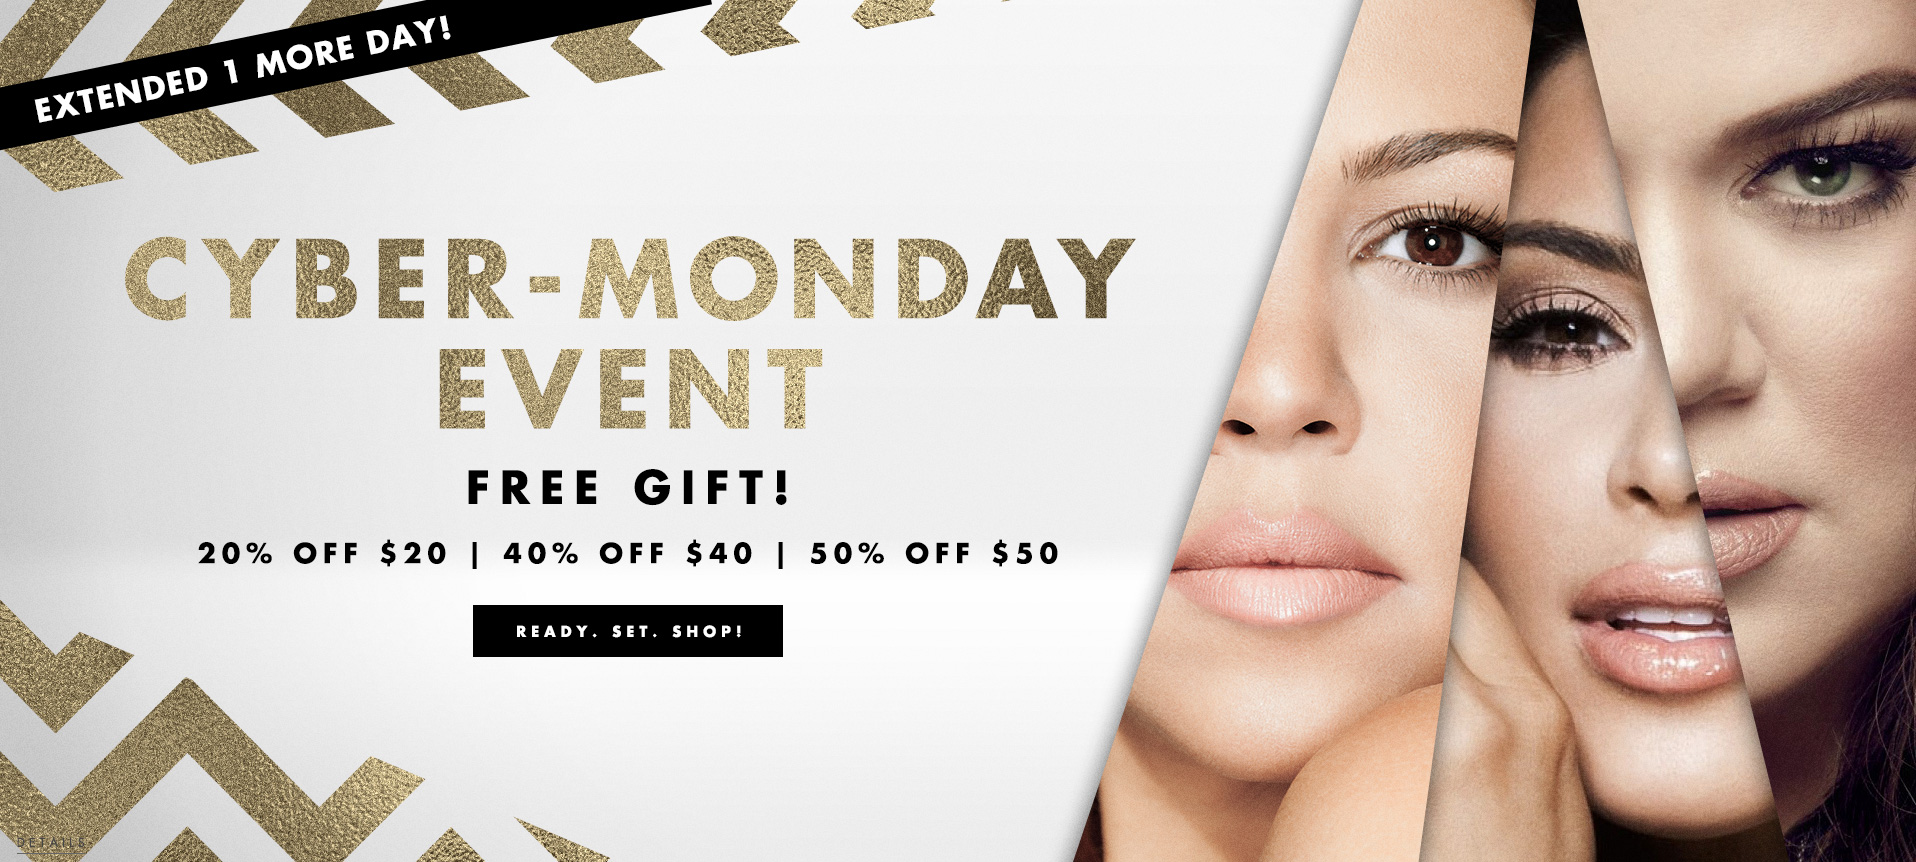 EXTENDED 1 MORE DAY!
CYBER-MONDAY
EVENT
FREE GIFT!
20% OFF $20 | 40% OFF $40 | 50% OFF $50
READY. SET. SHOP!
DETAILS